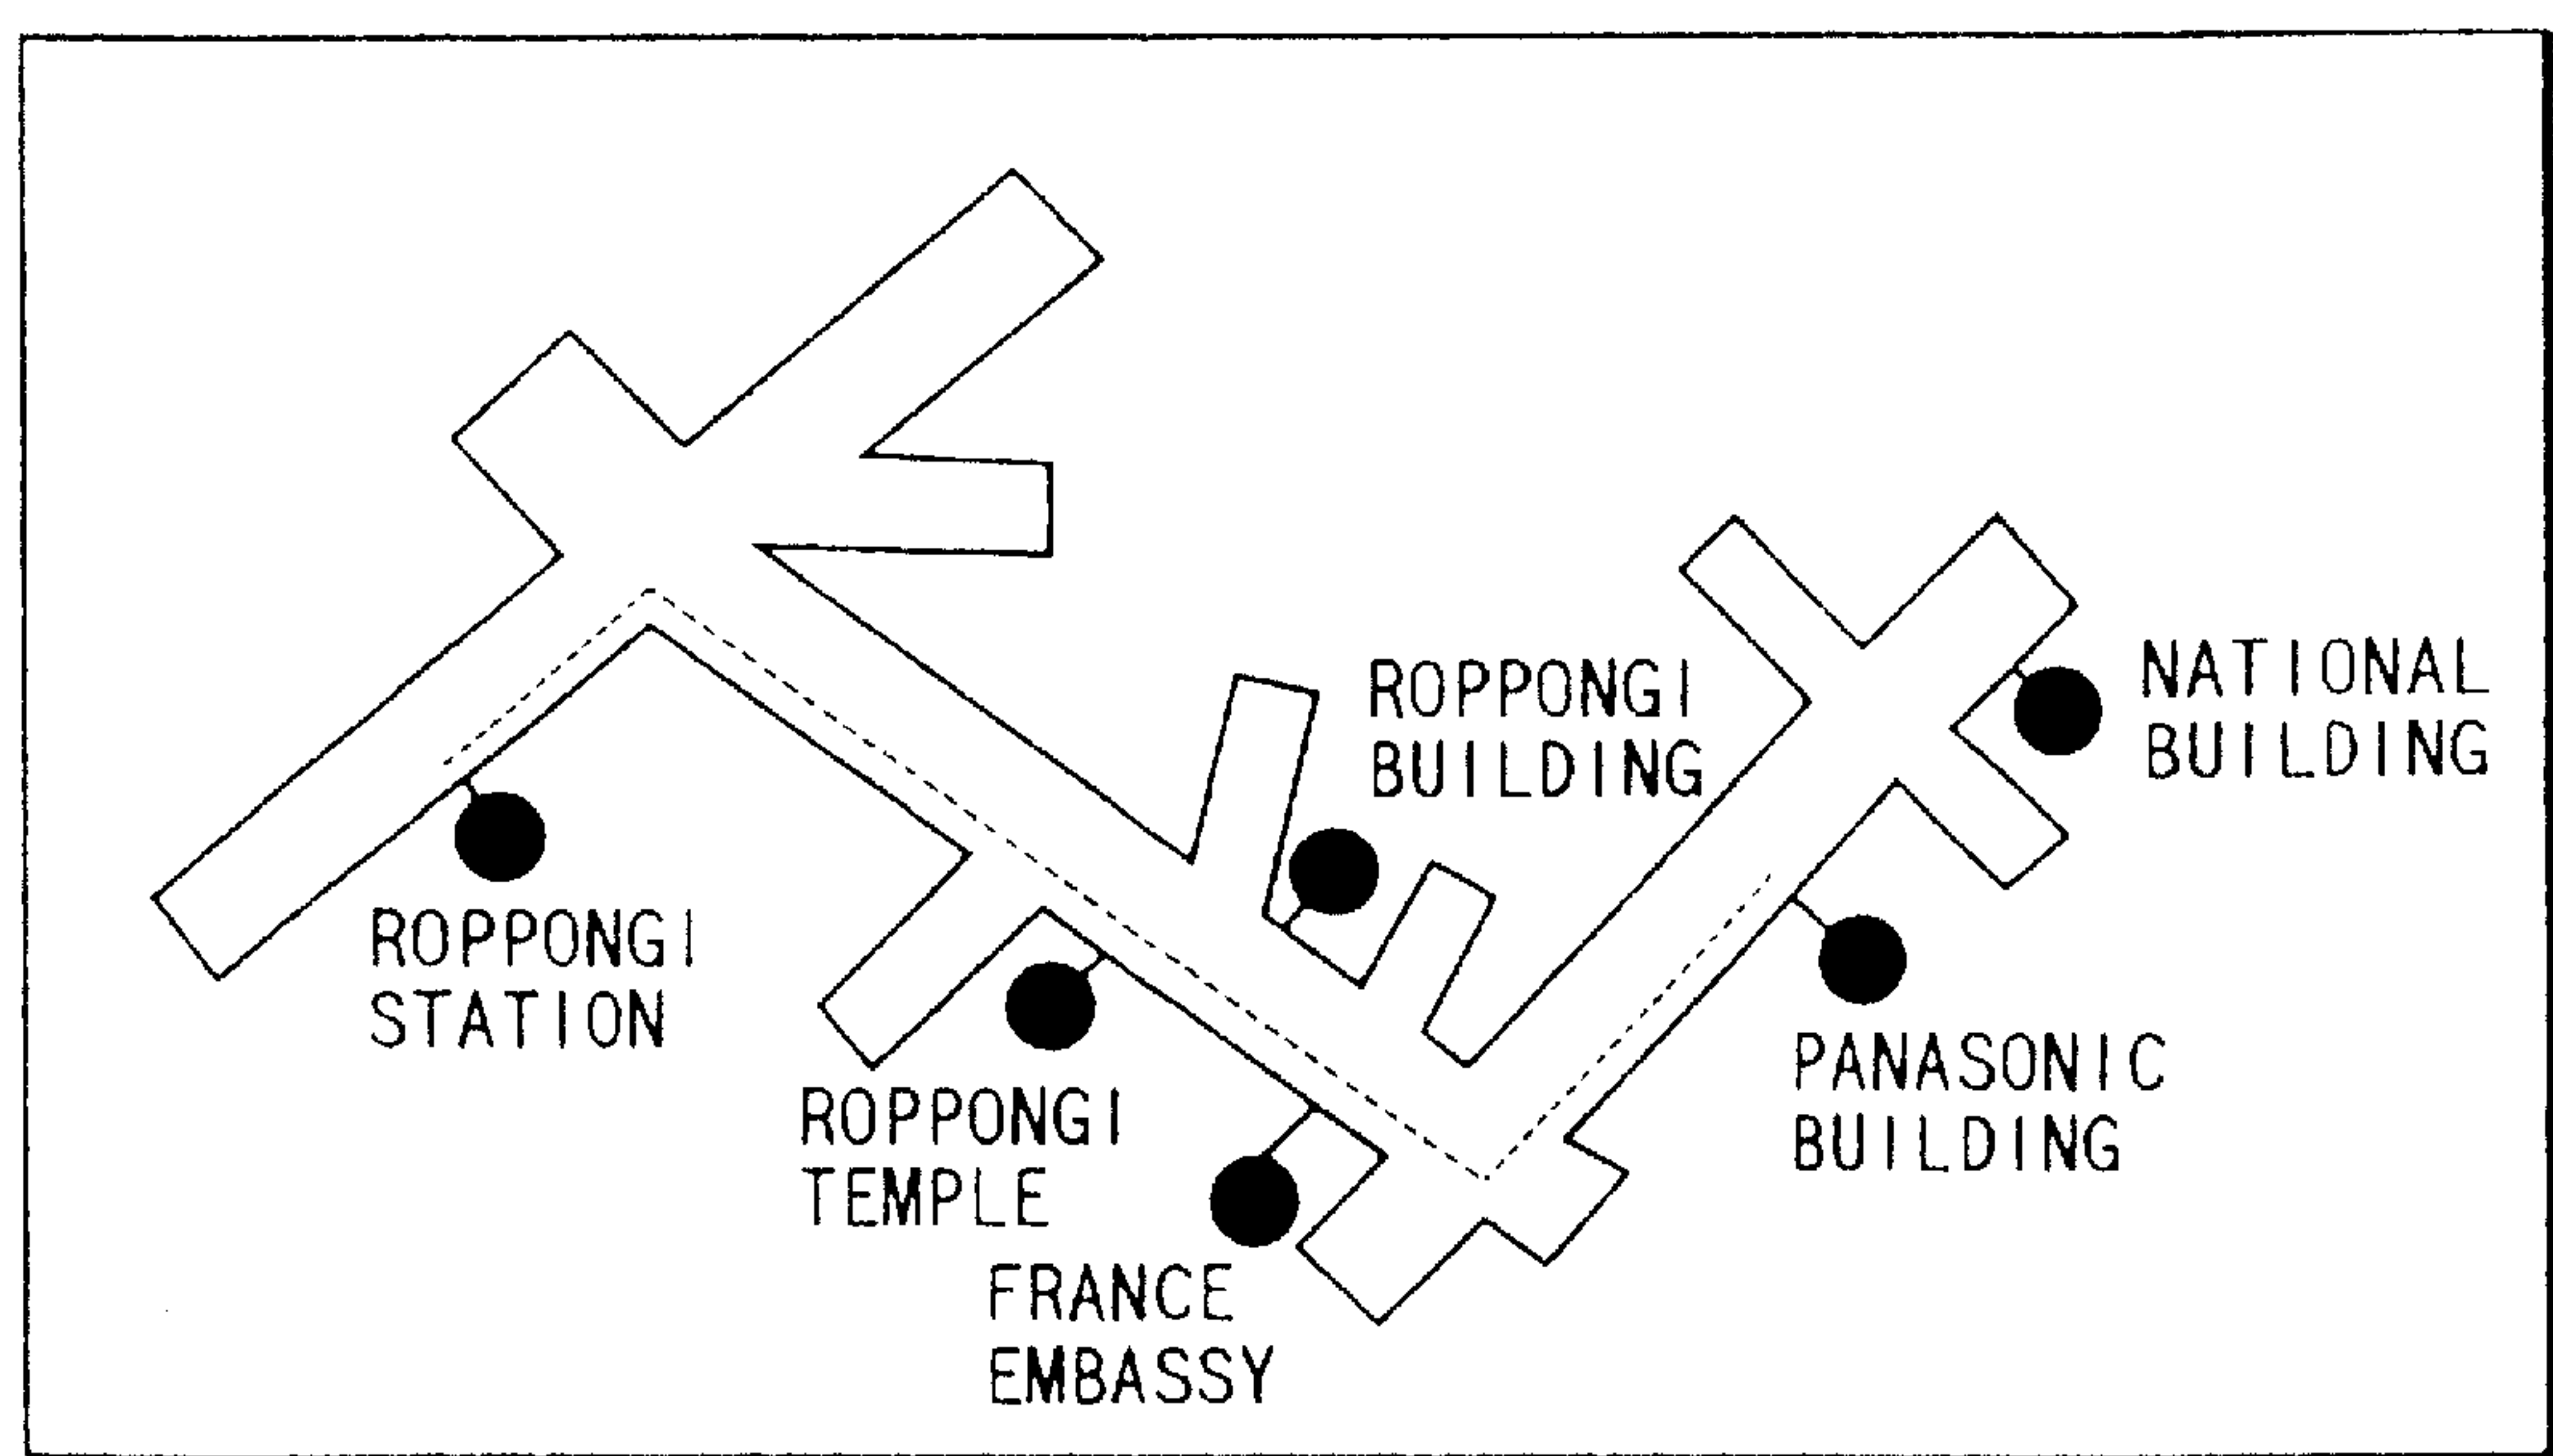 ROPPONGI
BUILDING
NATIONAL
BUILDING
ROPPONGI
STATION
PANASONIC
BUILDING
ROPPONGI
TEMPLE
FRANCE
EMBASSY